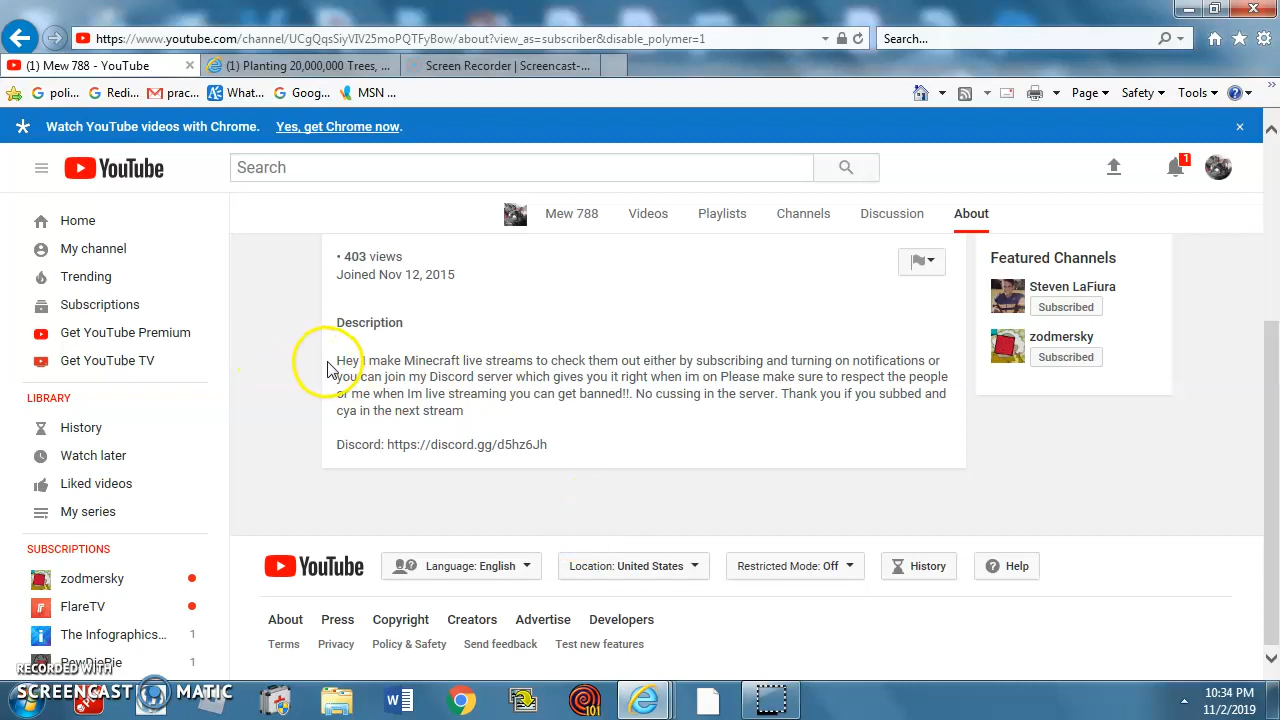 https://www.youtube.com/channel/UCgQqsSiyVIV25moPQTFyBow/about?view_as=subscriber&disable_polymer=1
Search...
(1) Mew 788 - YouTube
(1) Planting 20,000,000 Trees, ...
Screen Recorder | Screencast-...
poli...
Redi...
prac...
What...
Goog...
MSN ...
Page
Safety
Tools
Watch YouTube videos with Chrome. Yes, get Chrome now.
YouTube
Search
1
Home
My channel
Trending
Subscriptions
Get YouTube Premium
Get YouTube TV
LIBRARY
History
Watch later
Liked videos
My series
SUBSCRIPTIONS
zodmersky
FlareTV
The Infographics... 1
PewDiePie 1
Mew 788
Videos
Playlists
Channels
Discussion
About
• 403 views
Joined Nov 12, 2015
Description
Hey I make Minecraft live streams to check them out either by subscribing and turning on notifications or
you can join my Discord server which gives you it right when im on Please make sure to respect the people
or me when Im live streaming you can get banned!!. No cussing in the server. Thank you if you subbed and
cya in the next stream
Discord: https://discord.gg/d5hz6Jh
Featured Channels
Steven LaFiura
Subscribed
zodmersky
Subscribed
YouTube
Language: English
Location: United States
Restricted Mode: Off
History
Help
About Press Copyright Creators Advertise Developers
Terms Privacy Policy & Safety Send feedback Test new features
RECORDED WITH
SCREENCAST MATIC
101
10:34 PM
11/2/2019